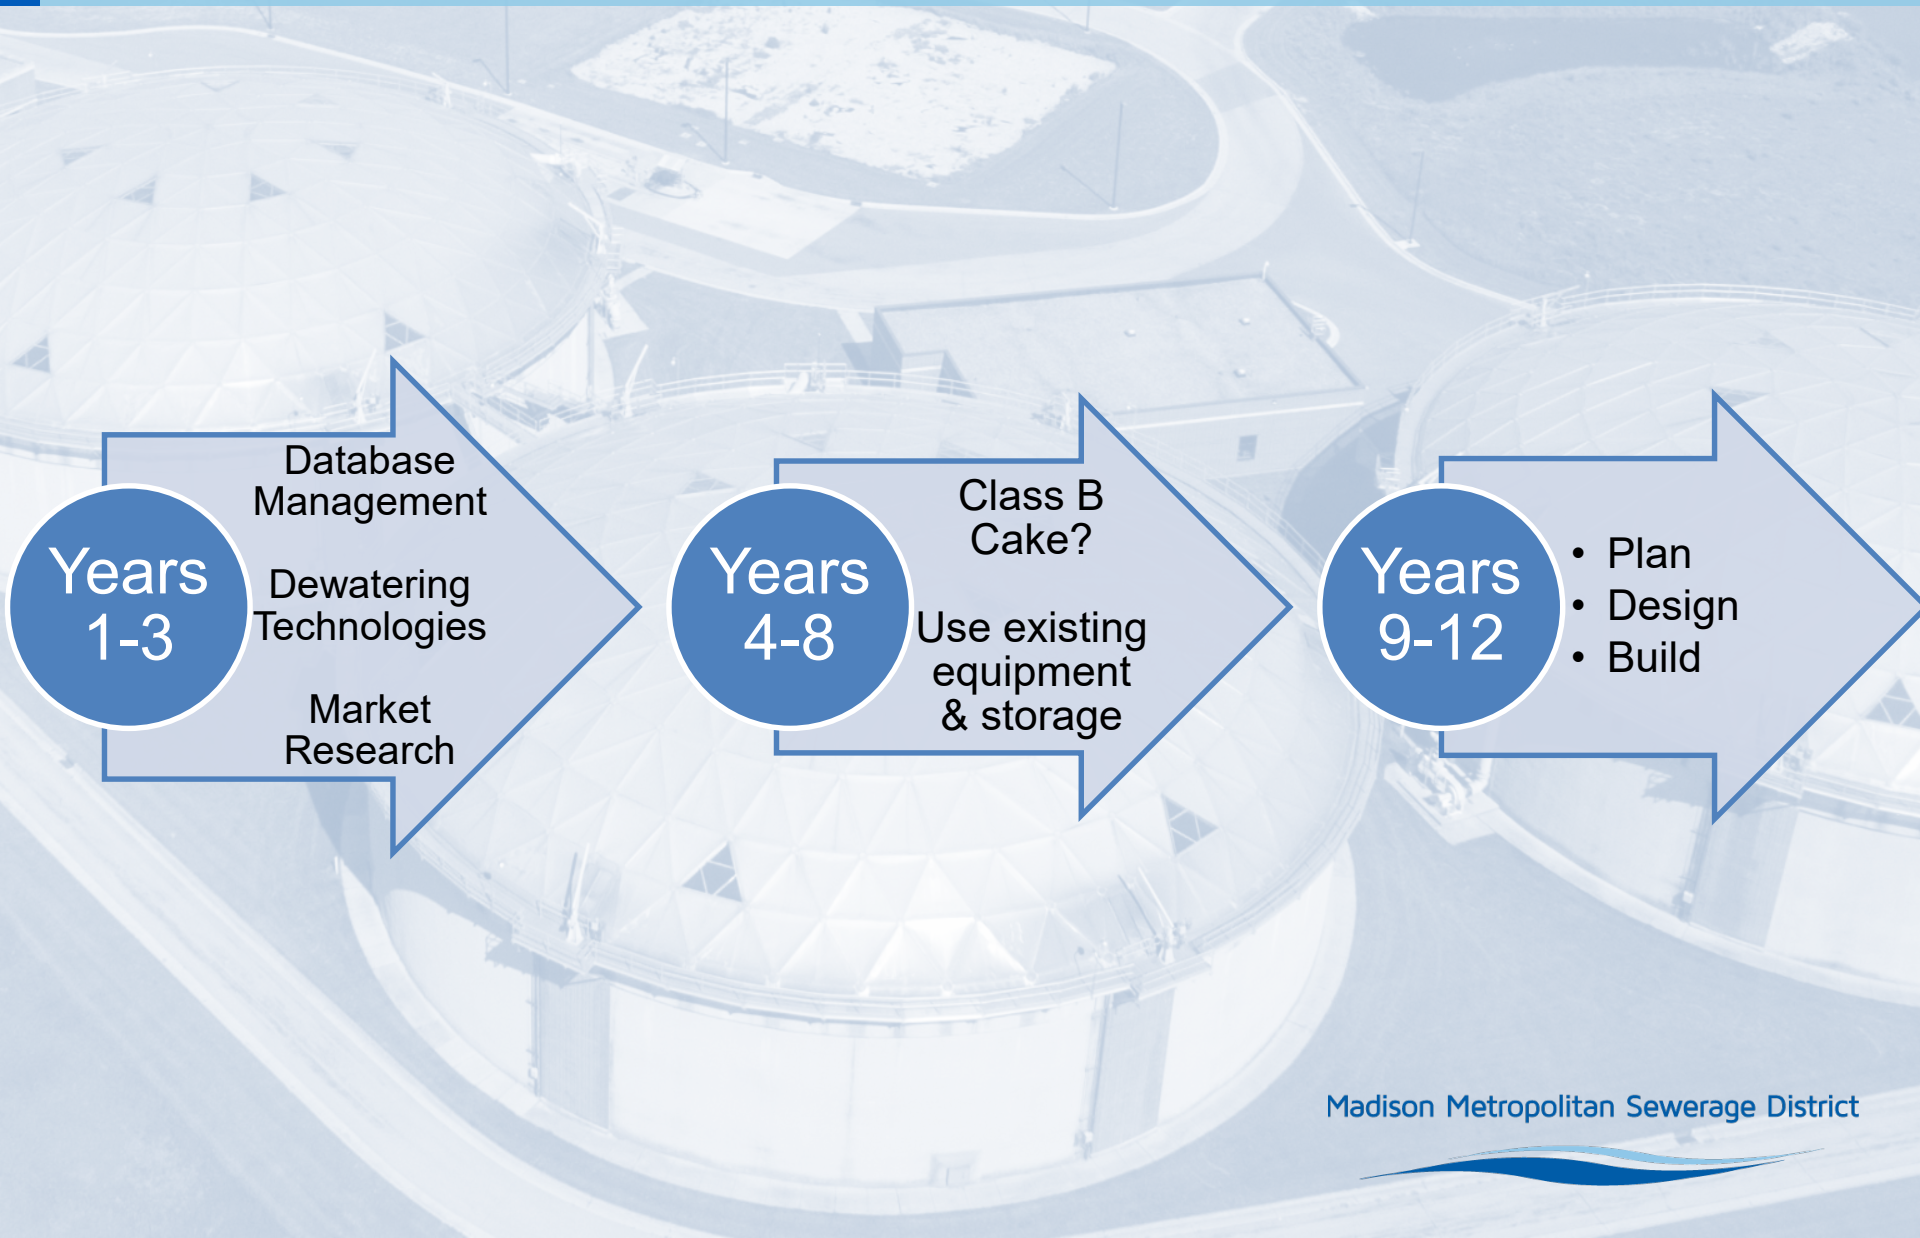 Years
1-3
Database
Management
Dewatering
Technologies
Market
Research
Years
4-8
Class B
Cake?
Use existing
equipment
& storage
Years
9-12
• Plan
• Design
• Build
Madison Metropolitan Sewerage District